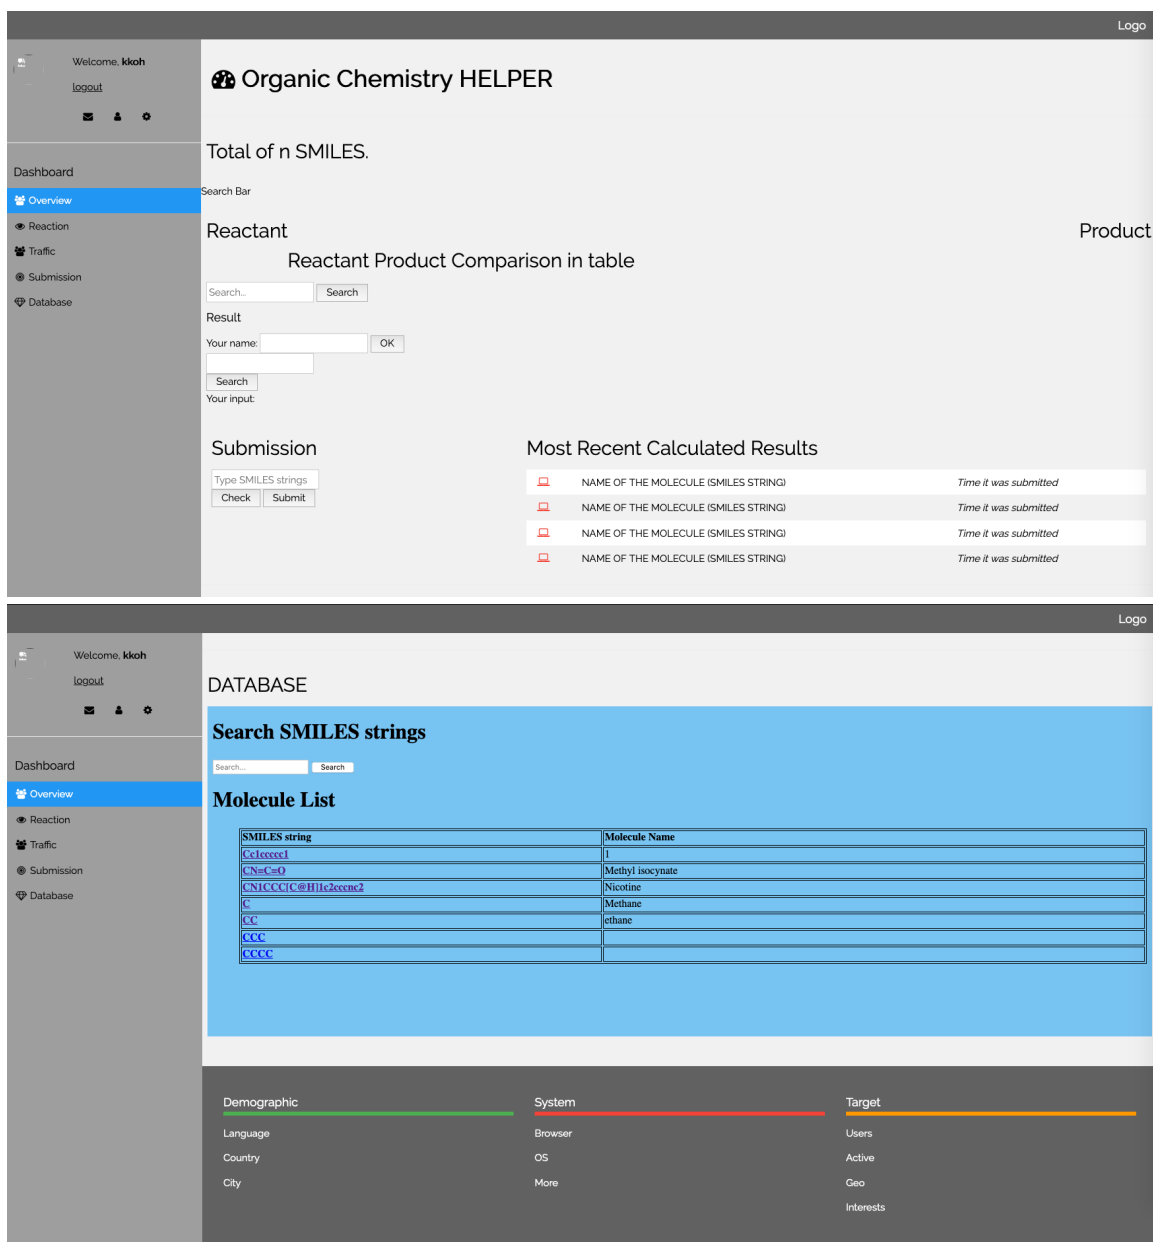 Logo
Welcome, kkoh
logout
Organic Chemistry HELPER
Total of n SMILES.
Dashboard
Overview
Reaction
Traffic
Submission
Database
Search Bar
Reactant Product
Reactant Product Comparison in table
Search... Search
Result
Your name: OK
Search
Your input:
Submission
Type SMILES strings
Check Submit
Most Recent Calculated Results
NAME OF THE MOLECULE (SMILES STRING) Time it was submitted
NAME OF THE MOLECULE (SMILES STRING) Time it was submitted
NAME OF THE MOLECULE (SMILES STRING) Time it was submitted
NAME OF THE MOLECULE (SMILES STRING) Time it was submitted
Logo
Welcome, kkoh
logout
Dashboard
Overview
Reaction
Traffic
Submission
Database
DATABASE
Search SMILES strings
Search... Search
Molecule List
SMILES string Molecule Name
Cc1ccccc1 1
CN=C=O Methyl isocynate
CN1CCC[C@H]1c2cccnc2 Nicotine
C Methane
CC ethane
CCC
CCCC
Demographic
Language
Country
City
System
Browser
OS
More
Target
Users
Active
Geo
Interests